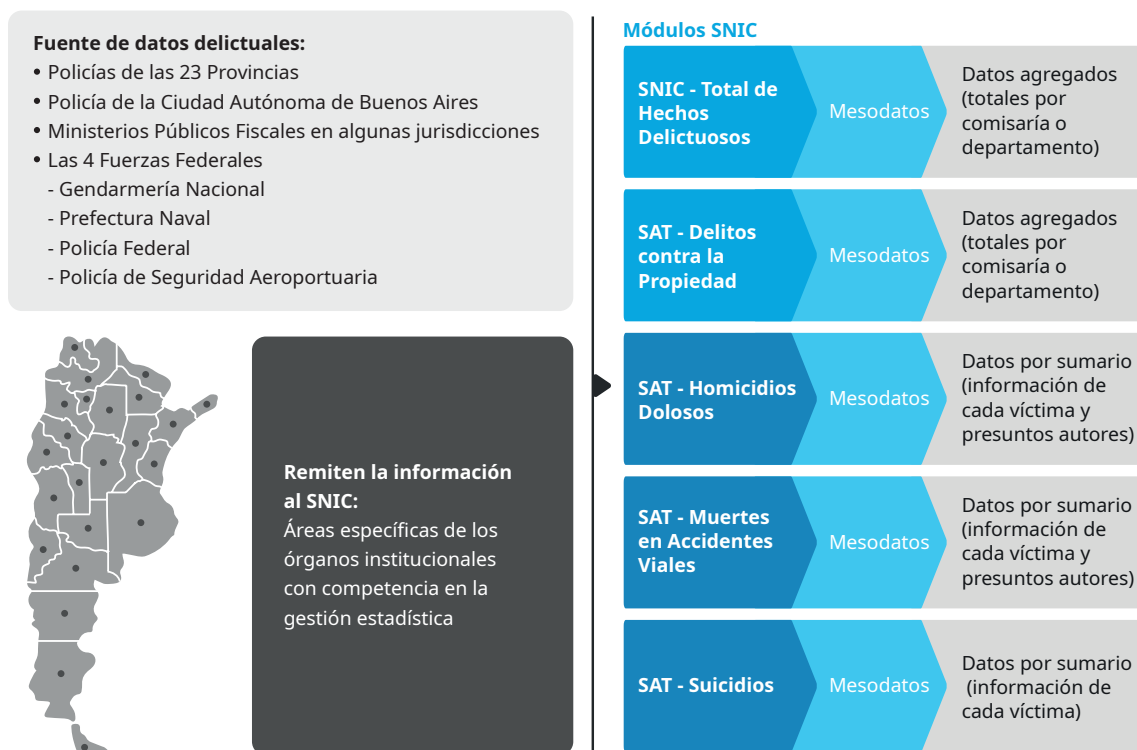 Fuente de datos delictuales:
• Policías de las 23 Provincias
• Policía de la Ciudad Autónoma de Buenos Aires
• Ministerios Públicos Fiscales en algunas jurisdicciones
• Las 4 Fuerzas Federales
- Gendarmería Nacional
- Prefectura Naval
- Policía Federal
- Policía de Seguridad Aeroportuaria
Remiten la información
al SNIC:
Áreas específicas de los
órganos institucionales
con competencia en la
gestión estadística
Módulos SNIC
SNIC - Total de
Hechos
Delictuosos
Mesodatos
Datos agregados
(totales por
comisaría o
departamento)
SAT - Delitos
contra la
Propiedad
Mesodatos
Datos agregados
(totales por
comisaría o
departamento)
SAT - Homicidios
Dolosos
Mesodatos
Datos por sumario
(información de
cada víctima y
presuntos autores)
SAT - Muertes
en Accidentes
Viales
Mesodatos
Datos por sumario
(información de
cada víctima y
presuntos autores)
SAT - Suicidios
Mesodatos
Datos por sumario
(información de
cada víctima)